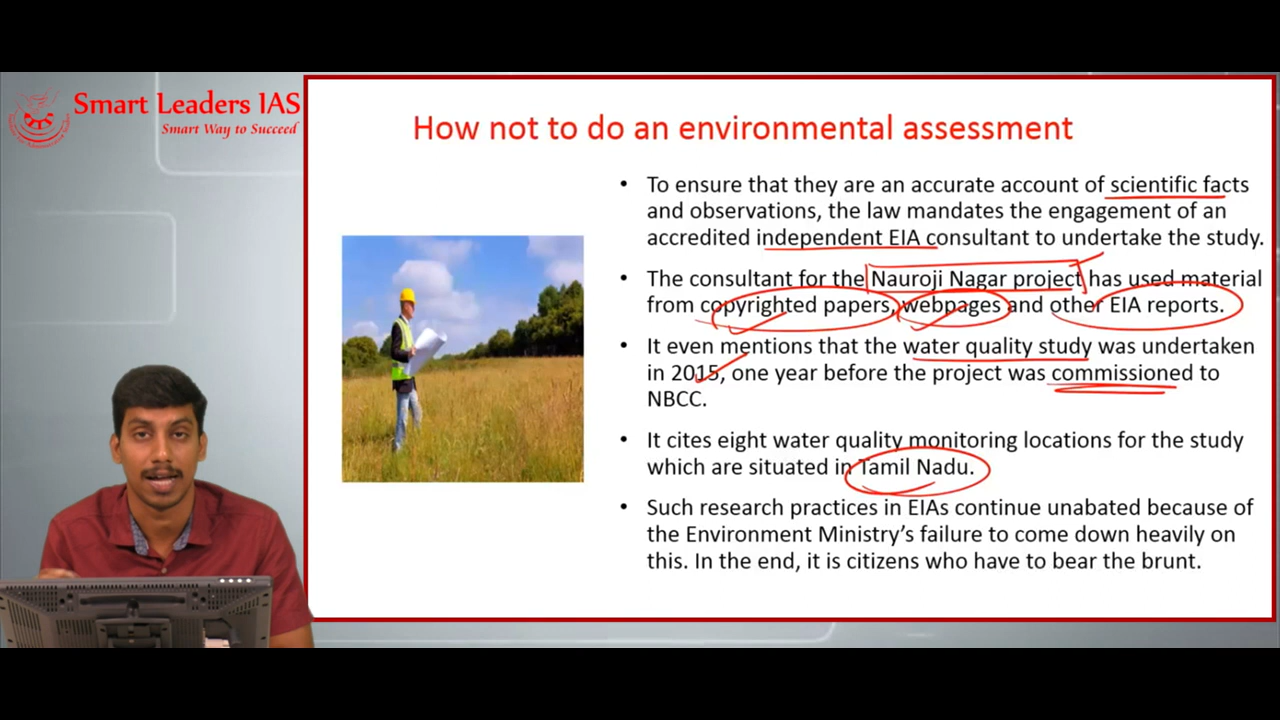 Smart Leaders IAS
Smart Way to Succeed
How not to do an environmental assessment
• To ensure that they are an accurate account of scientific facts
and observations, the law mandates the engagement of an
accredited independent EIA consultant to undertake the study.
• The consultant for the Nauroji Nagar project has used material
from copyrighted papers, webpages and other EIA reports.
• It even mentions that the water quality study was undertaken
in 2015, one year before the project was commissioned to
NBCC.
• It cites eight water quality monitoring locations for the study
which are situated in Tamil Nadu.
• Such research practices in EIAs continue unabated because of
the Environment Ministry’s failure to come down heavily on
this. In the end, it is citizens who have to bear the brunt.